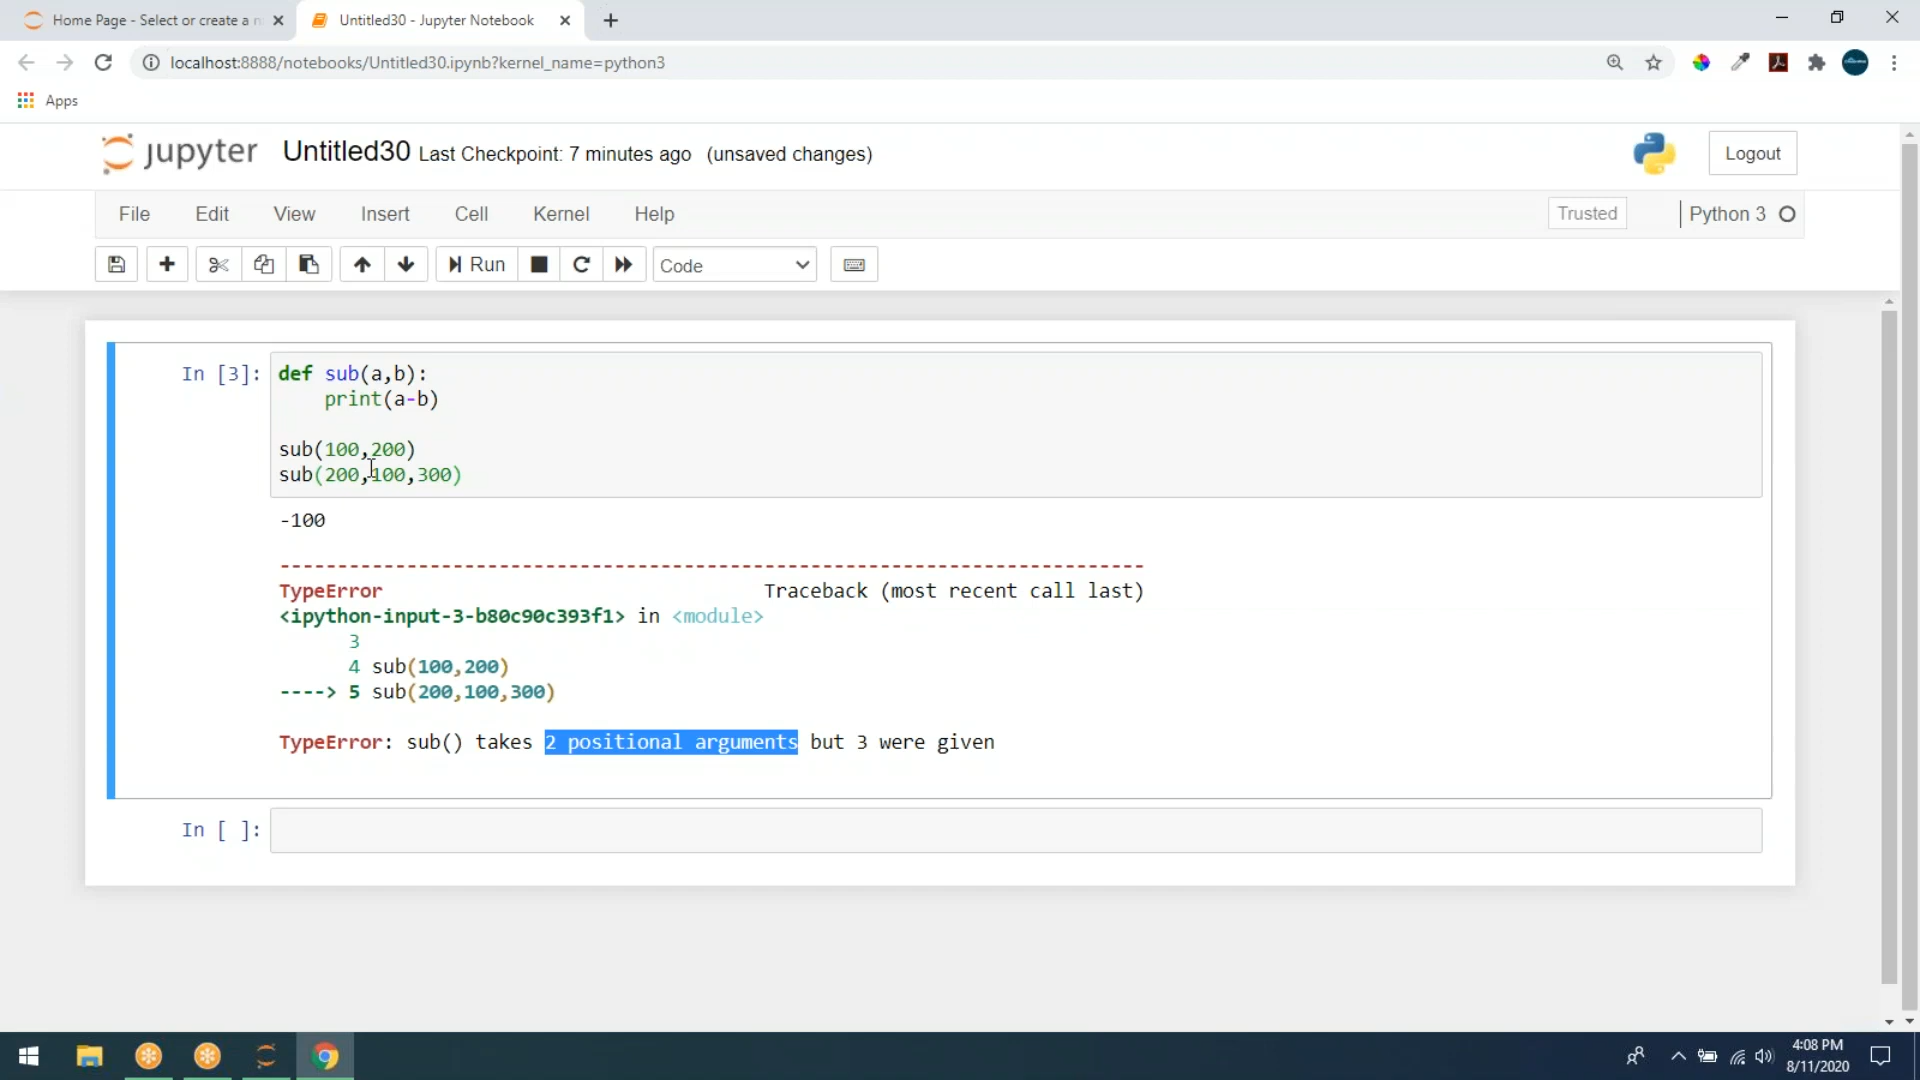 Home Page - Select or create a n
Untitled30 - Jupyter Notebook
localhost:8888/notebooks/Untitled30.ipynb?kernel_name=python3
Apps
jupyter Untitled30 Last Checkpoint: 7 minutes ago (unsaved changes)
Logout
File Edit View Insert Cell Kernel Help
Trusted
Python 3
Run
Code
In [3]: def sub(a,b):
print(a-b)
sub(100,200)
sub(200,100,300)
-100
---------------------------------------------------------------------------
TypeError Traceback (most recent call last)
<ipython-input-3-b80c90c393f1> in <module>
3
4 sub(100,200)
----> 5 sub(200,100,300)
TypeError: sub() takes 2 positional arguments but 3 were given
In [ ]:
4:08 PM
8/11/2020